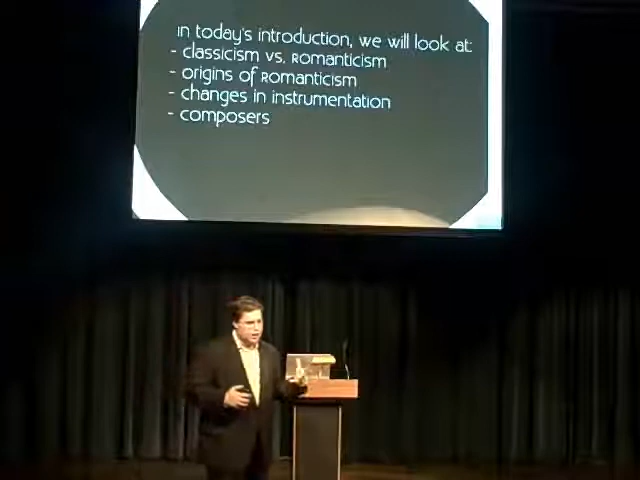 in today's introduction, we will look at:
- classicism vs. romanticism
- origins of romanticism
- changes in instrumentation
- composers